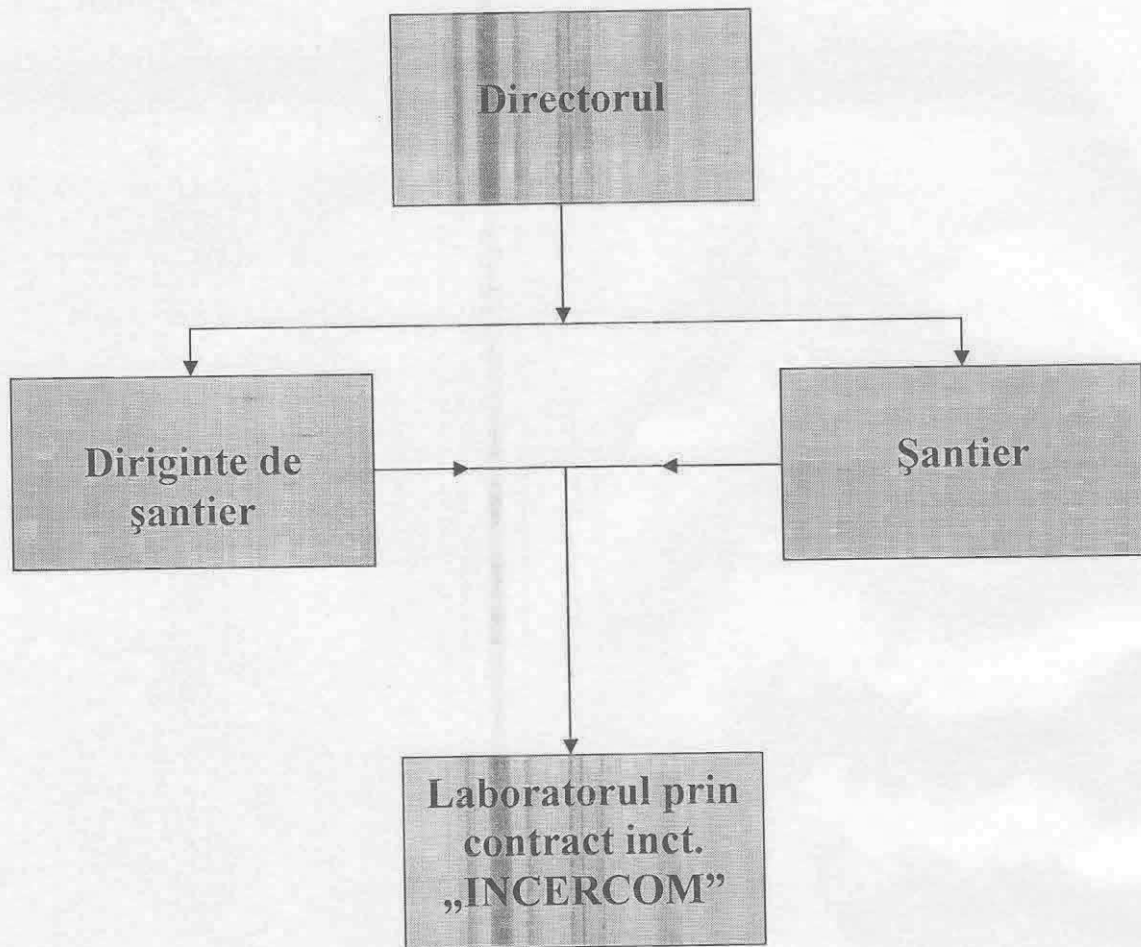 Directorul
Diriginte de
şantier
Şantier
Laboratorul prin
contract inct.
„INCERCOM”